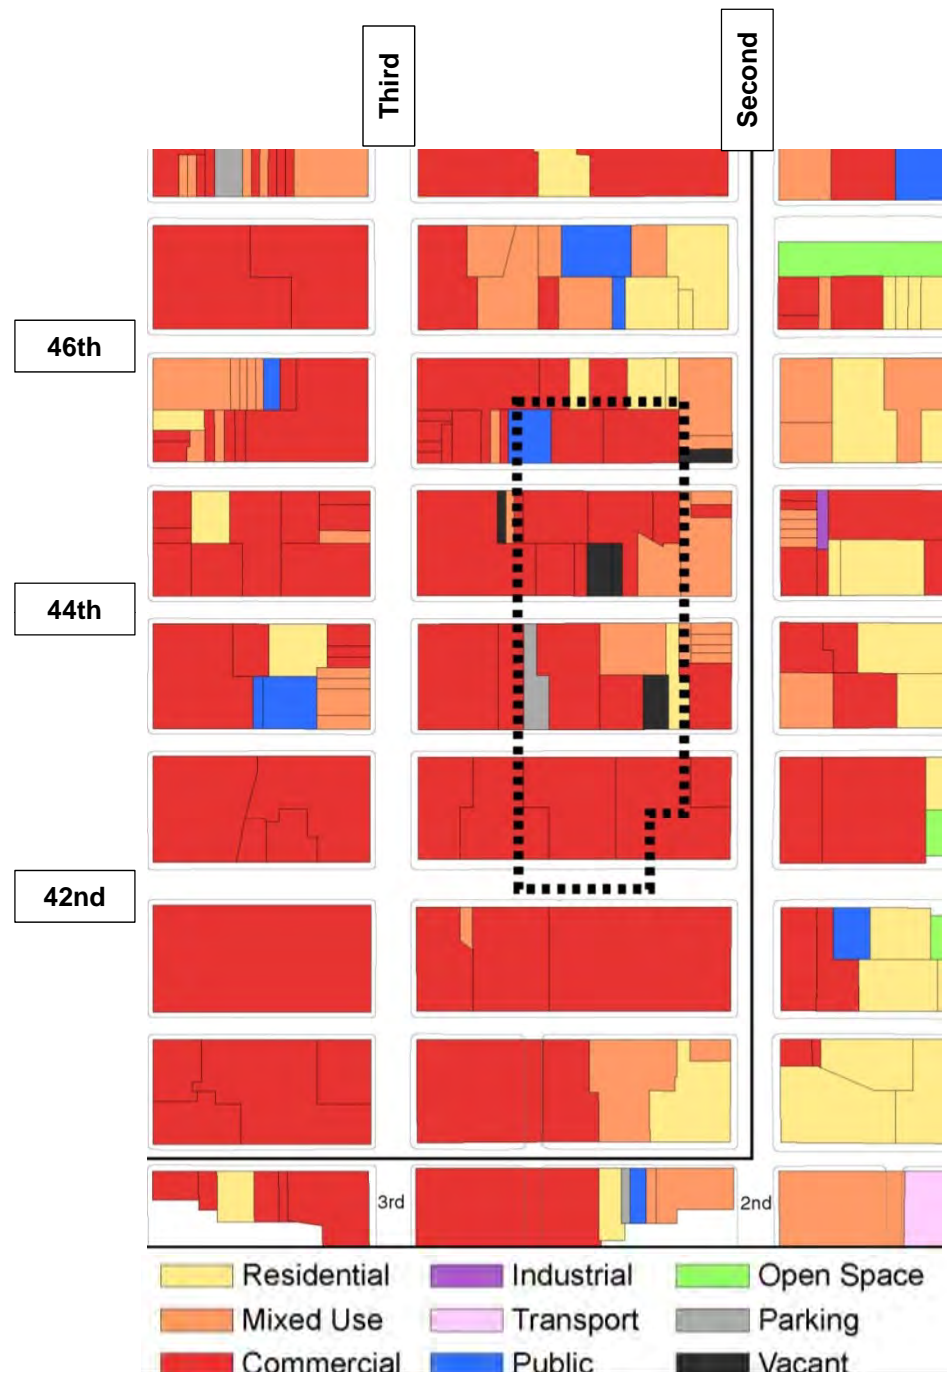 Third
Second
46th
44th
42nd
3rd
2nd
Residential
Industrial
Open Space
Mixed Use
Transport
Parking
Commercial
Public
Vacant